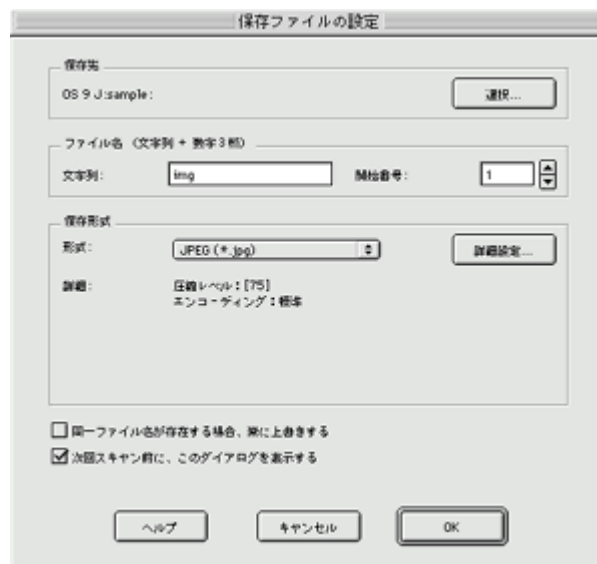 保存ファイルの設定
保存先
OS 9 J:sample:
選択...
ファイル名 (文字列 + 数字3桁)
文字列:
img
開始番号:
1
保存形式
形式:
JPEG (*.jpg)
詳細設定...
詳細:
圧縮レベル:[75]
エンコーディング:標準
同一ファイル名が存在する場合、常に上書きする
次回スキャン前に、このダイアログを表示する
ヘルプ
キャンセル
OK